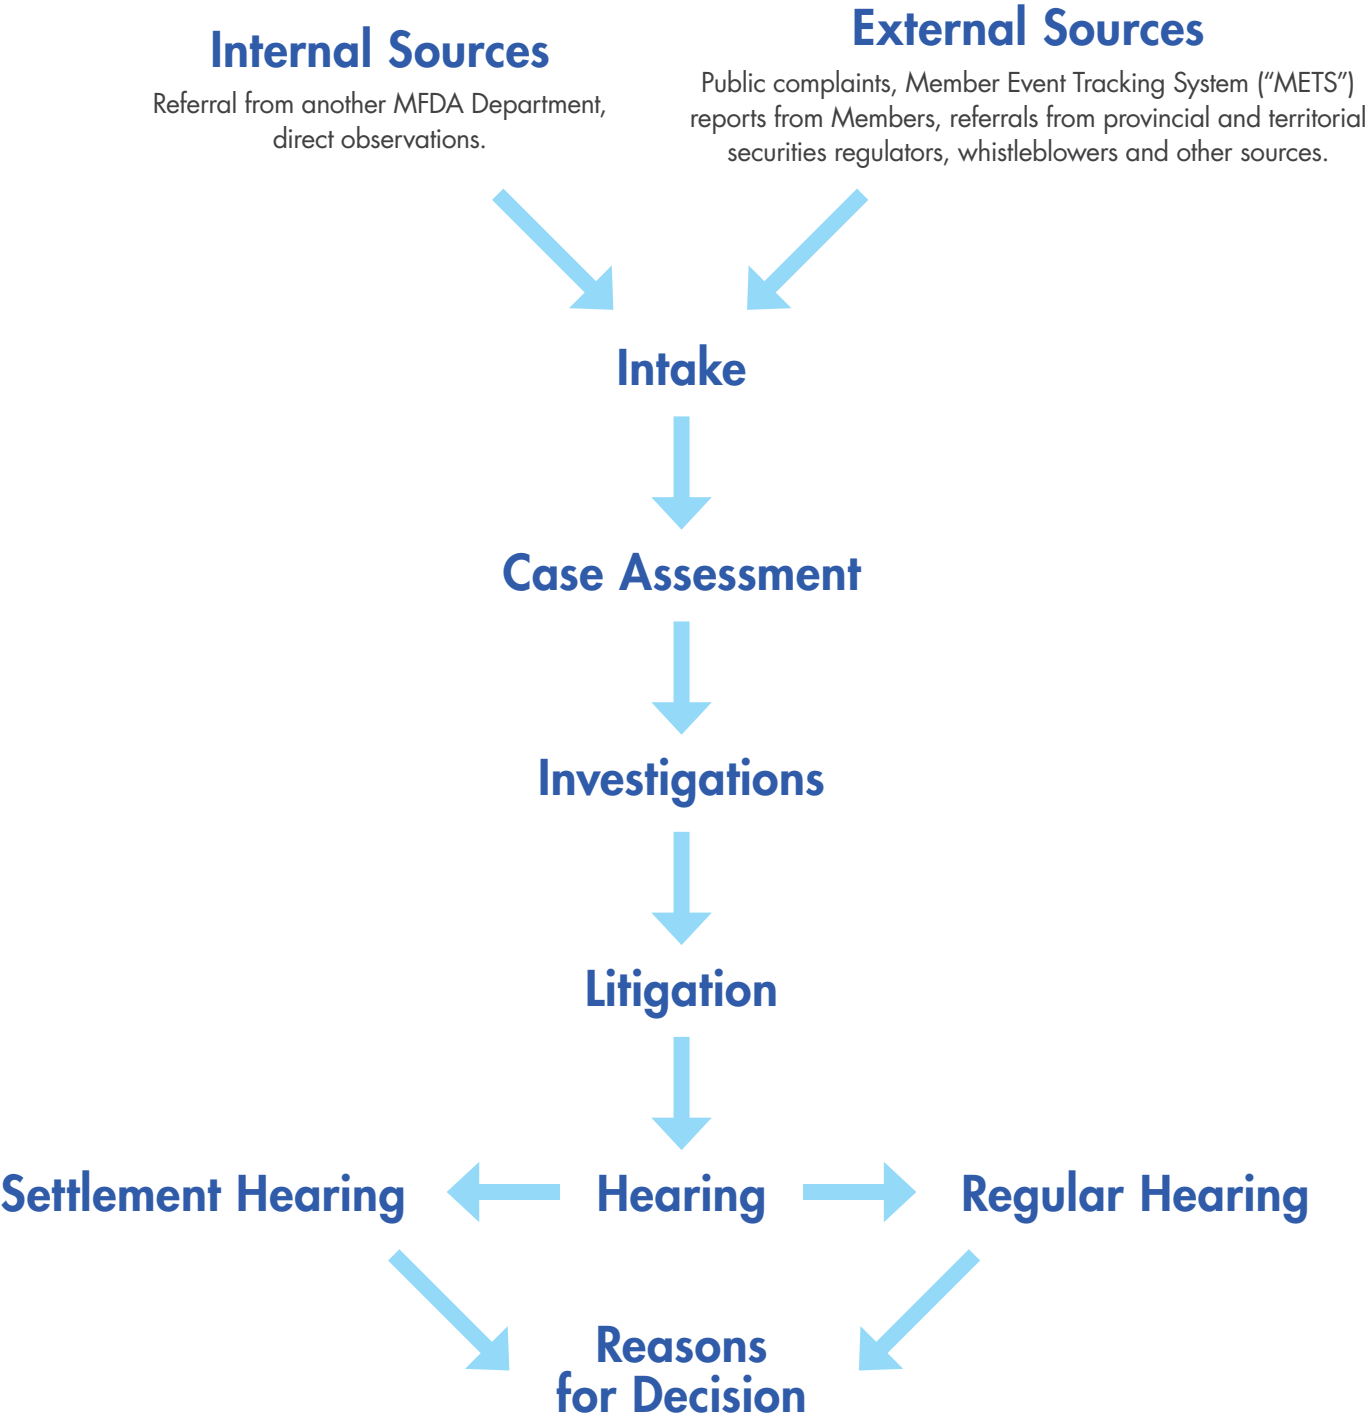 Internal Sources
Referral from another MFDA Department,
direct observations.
External Sources
Public complaints, Member Event Tracking System (“METS”)
reports from Members, referrals from provincial and territorial
securities regulators, whistleblowers and other sources.
Intake
Case Assessment
Investigations
Litigation
Settlement Hearing
Hearing
Regular Hearing
Reasons
for Decision